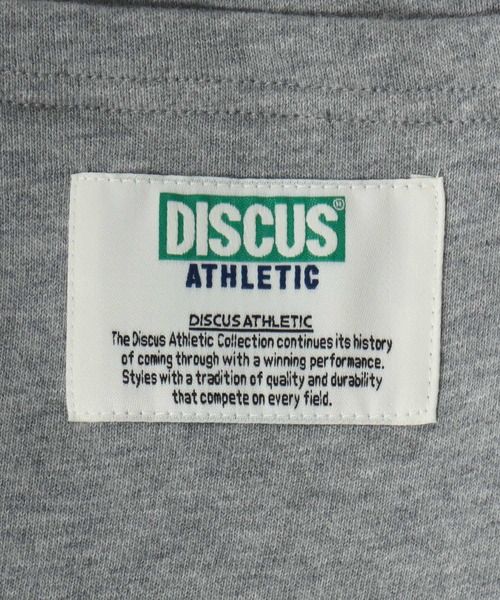 DISCUS®
ATHLETIC
DISCUS ATHLETIC
The Discus Athletic Collection continues its history
of coming through with a winning performance.
Styles with a tradition of quality and durability
that compete on every field.